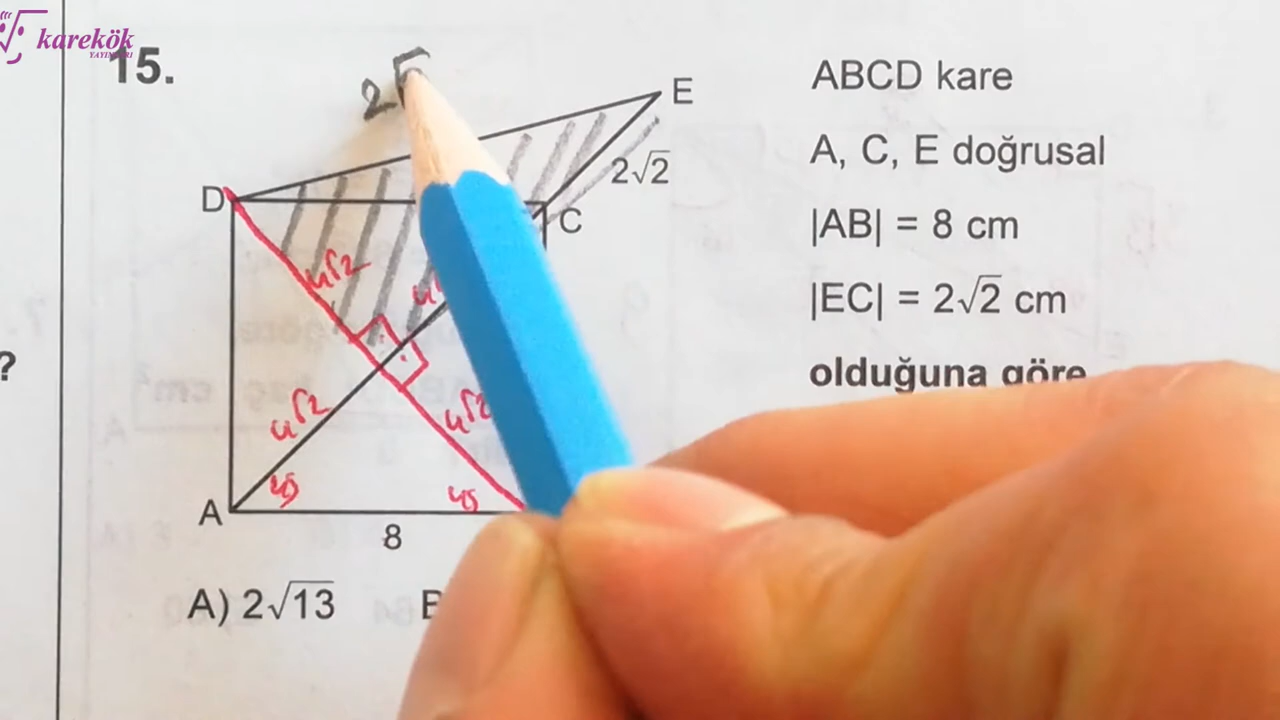 karekök
YAYINLARI
15.
2√
E
ABCD kare
A, C, E doğrusal
2√2
D
C
|AB| = 8 cm
4√2
|EC| = 2√2 cm
olduğuna göre
4√2
4√2
45
45
A
8
A) 2√13
?